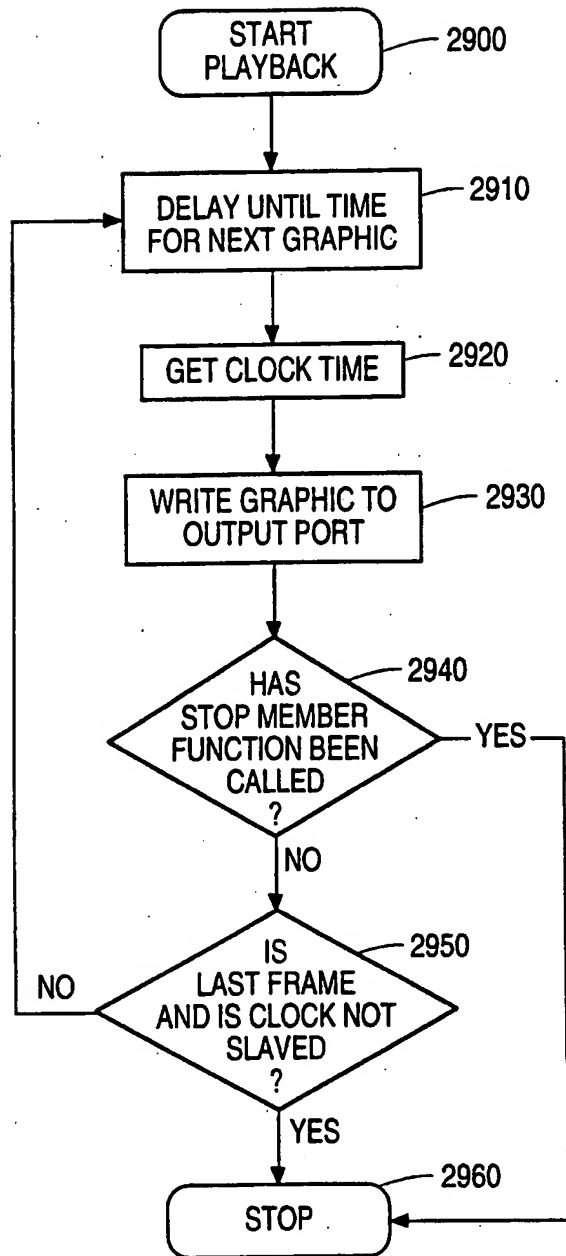 START
PLAYBACK
2900
DELAY UNTIL TIME
FOR NEXT GRAPHIC
2910
GET CLOCK TIME
2920
WRITE GRAPHIC TO
OUTPUT PORT
2930
HAS
STOP MEMBER
FUNCTION BEEN
CALLED
?
2940
YES
NO
IS
LAST FRAME
AND IS CLOCK NOT
SLAVED
?
2950
NO
YES
STOP
2960